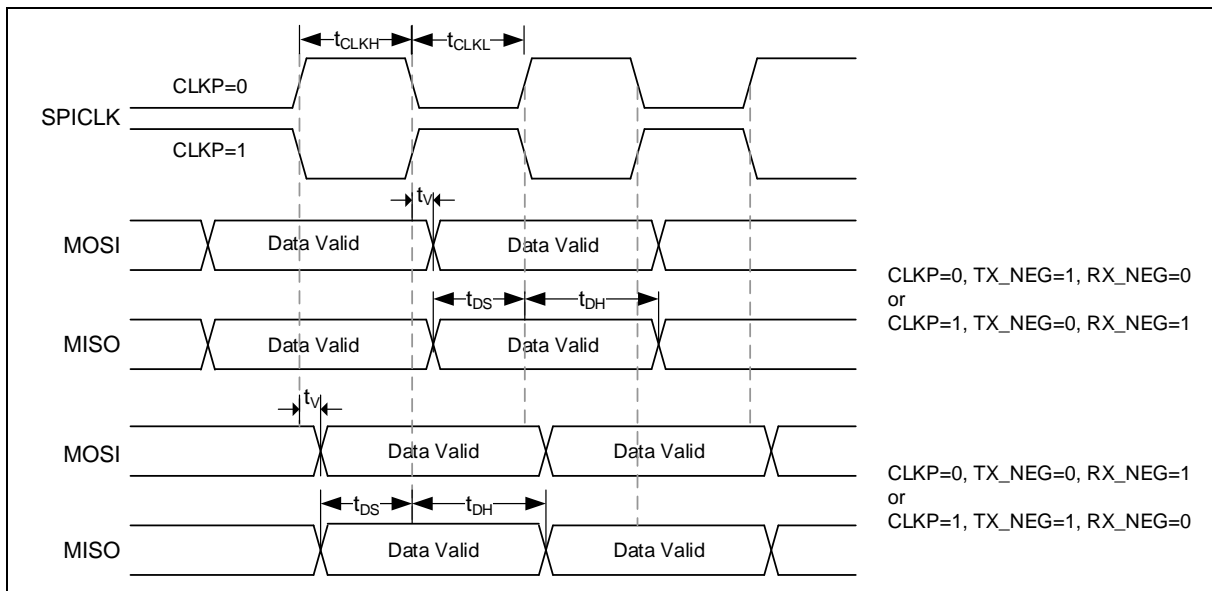 tCLKH
tCLKL
CLKP=0
SPICLK
CLKP=1
tV
MOSI
Data Valid
Data Valid
tDS
tDH
MISO
Data Valid
Data Valid
CLKP=0, TX_NEG=1, RX_NEG=0
or
CLKP=1, TX_NEG=0, RX_NEG=1
tV
MOSI
Data Valid
Data Valid
tDS
tDH
MISO
Data Valid
Data Valid
CLKP=0, TX_NEG=0, RX_NEG=1
or
CLKP=1, TX_NEG=1, RX_NEG=0